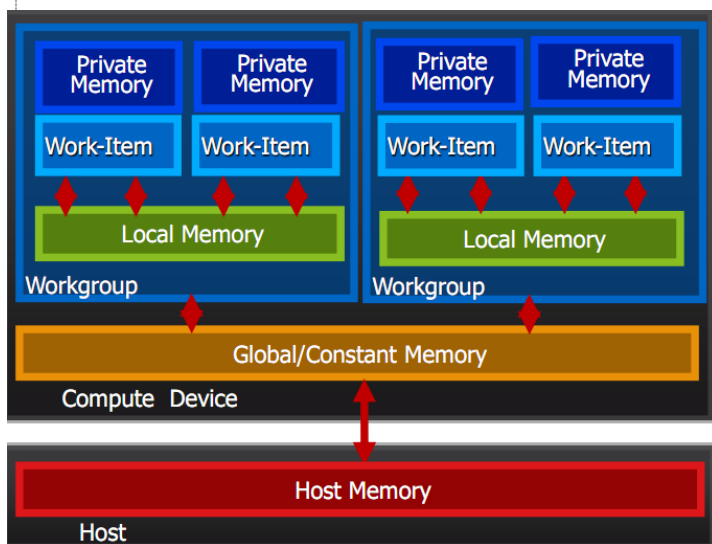 Private
Memory
Private
Memory
Private
Memory
Private
Memory
Work-Item
Work-Item
Work-Item
Work-Item
Local Memory
Local Memory
Workgroup
Workgroup
Global/Constant Memory
Compute Device
Host Memory
Host